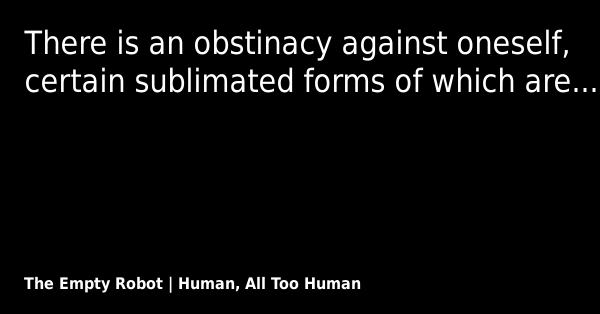 There is an obstinacy against oneself,
certain sublimated forms of which are...
The Empty Robot | Human, All Too Human